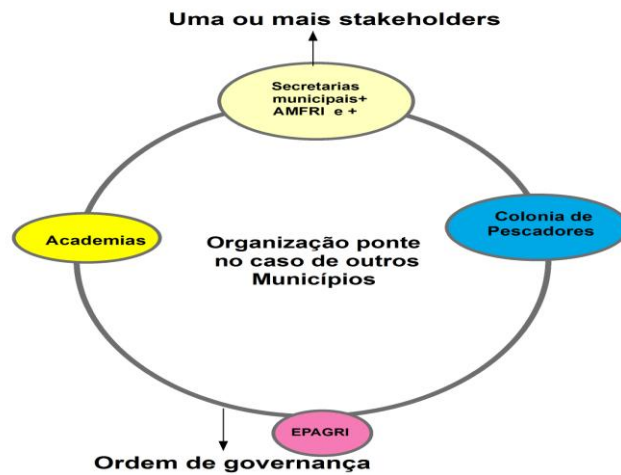 Uma ou mais stakeholders
Secretarias
municipais+
AMFRI e +
Academias
Colonia de
Pescadores
Organização ponte
no caso de outros
Municípios
EPAGRI
Ordem de governança